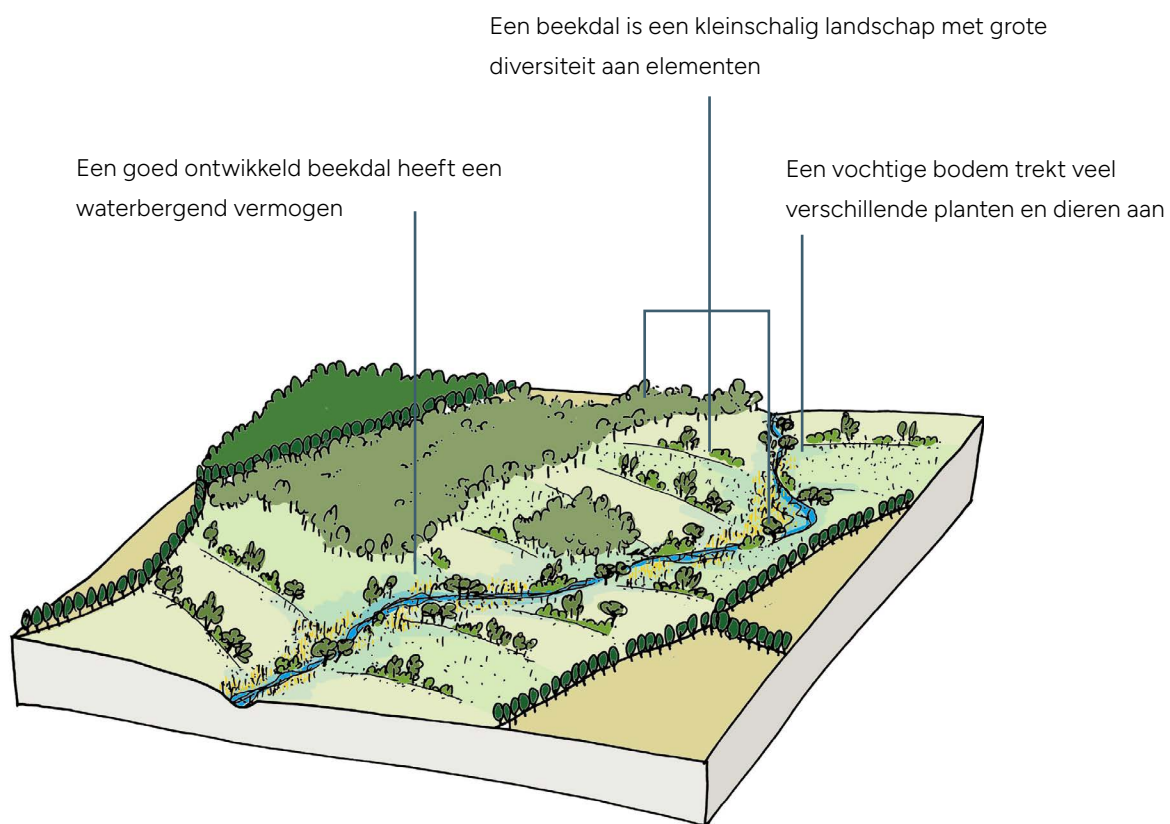 Een beekdal is een kleinschalig landschap met grote
diversiteit aan elementen
Een goed ontwikkeld beekdal heeft een
waterbergend vermogen
Een vochtige bodem trekt veel
verschillende planten en dieren aan